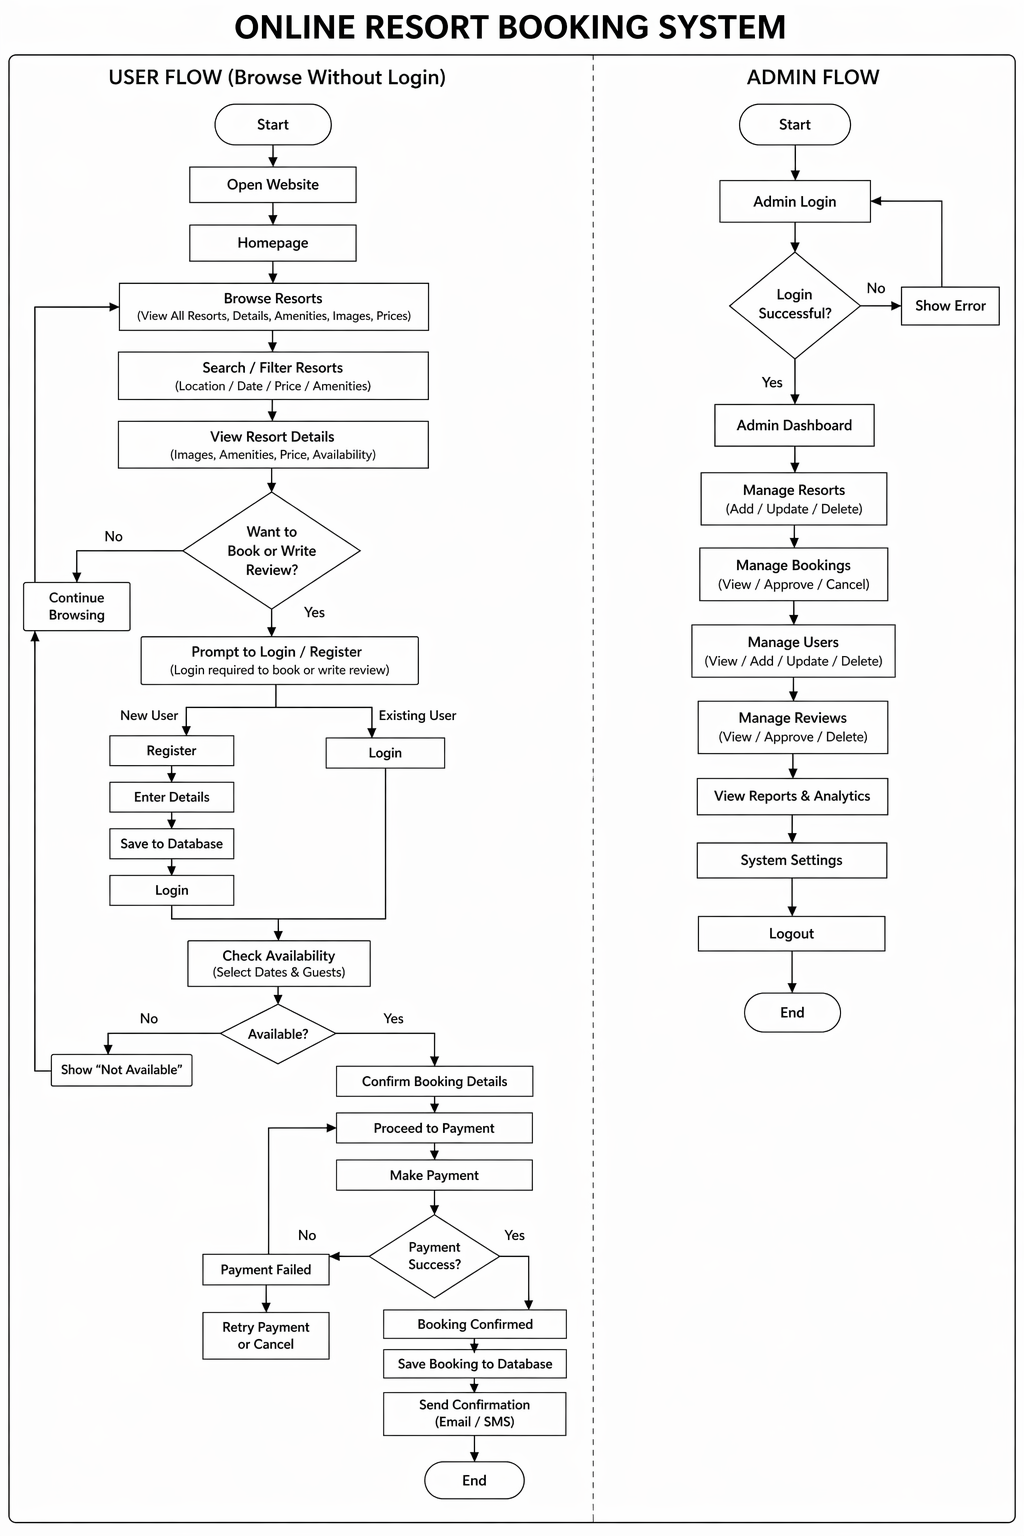 ONLINE RESORT BOOKING SYSTEM
USER FLOW (Browse Without Login)
Start
Open Website
Homepage
Browse Resorts
(View All Resorts, Details, Amenities, Images, Prices)
Search / Filter Resorts
(Location / Date / Price / Amenities)
View Resort Details
(Images, Amenities, Price, Availability)
Want to
Book or Write
Review?
No
Continue
Browsing
Yes
Prompt to Login / Register
(Login required to book or write review)
New User
Existing User
Register
Login
Enter Details
Save to Database
Login
Check Availability
(Select Dates & Guests)
Available?
No
Yes
Show “Not Available”
Confirm Booking Details
Proceed to Payment
Make Payment
Payment
Success?
No
Yes
Payment Failed
Retry Payment
or Cancel
Booking Confirmed
Save Booking to Database
Send Confirmation
(Email / SMS)
End
ADMIN FLOW
Start
Admin Login
Login
Successful?
No
Show Error
Yes
Admin Dashboard
Manage Resorts
(Add / Update / Delete)
Manage Bookings
(View / Approve / Cancel)
Manage Users
(View / Add / Update / Delete)
Manage Reviews
(View / Approve / Delete)
View Reports & Analytics
System Settings
Logout
End